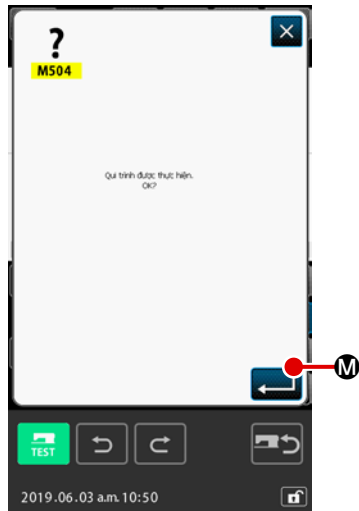 ?
M504
Qui trình được thực hiện.
OK?
M
TEST
2019.06.03 a.m. 10:50